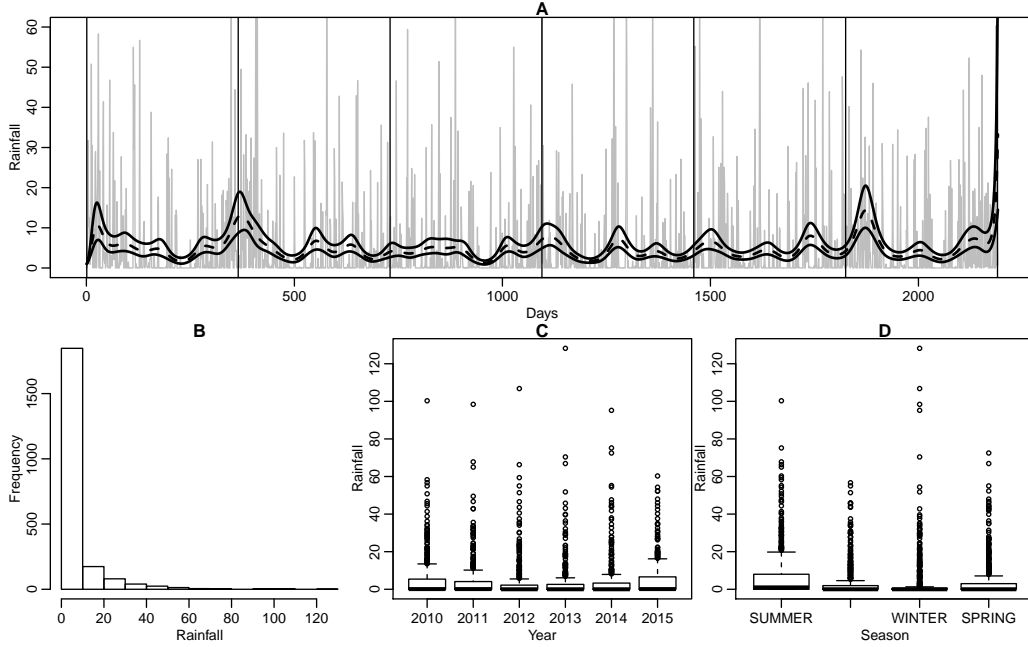 A
Rainfall
60
50
40
30
20
10
0
0 500 1000 1500 2000
Days
B
Frequency
1500
1000
500
0
0 20 40 60 80 100 120
Rainfall
C
Rainfall
120
100
80
60
40
20
0
2010 2011 2012 2013 2014 2015
Year
D
Rainfall
120
100
80
60
40
20
0
SUMMER WINTER SPRING
Season